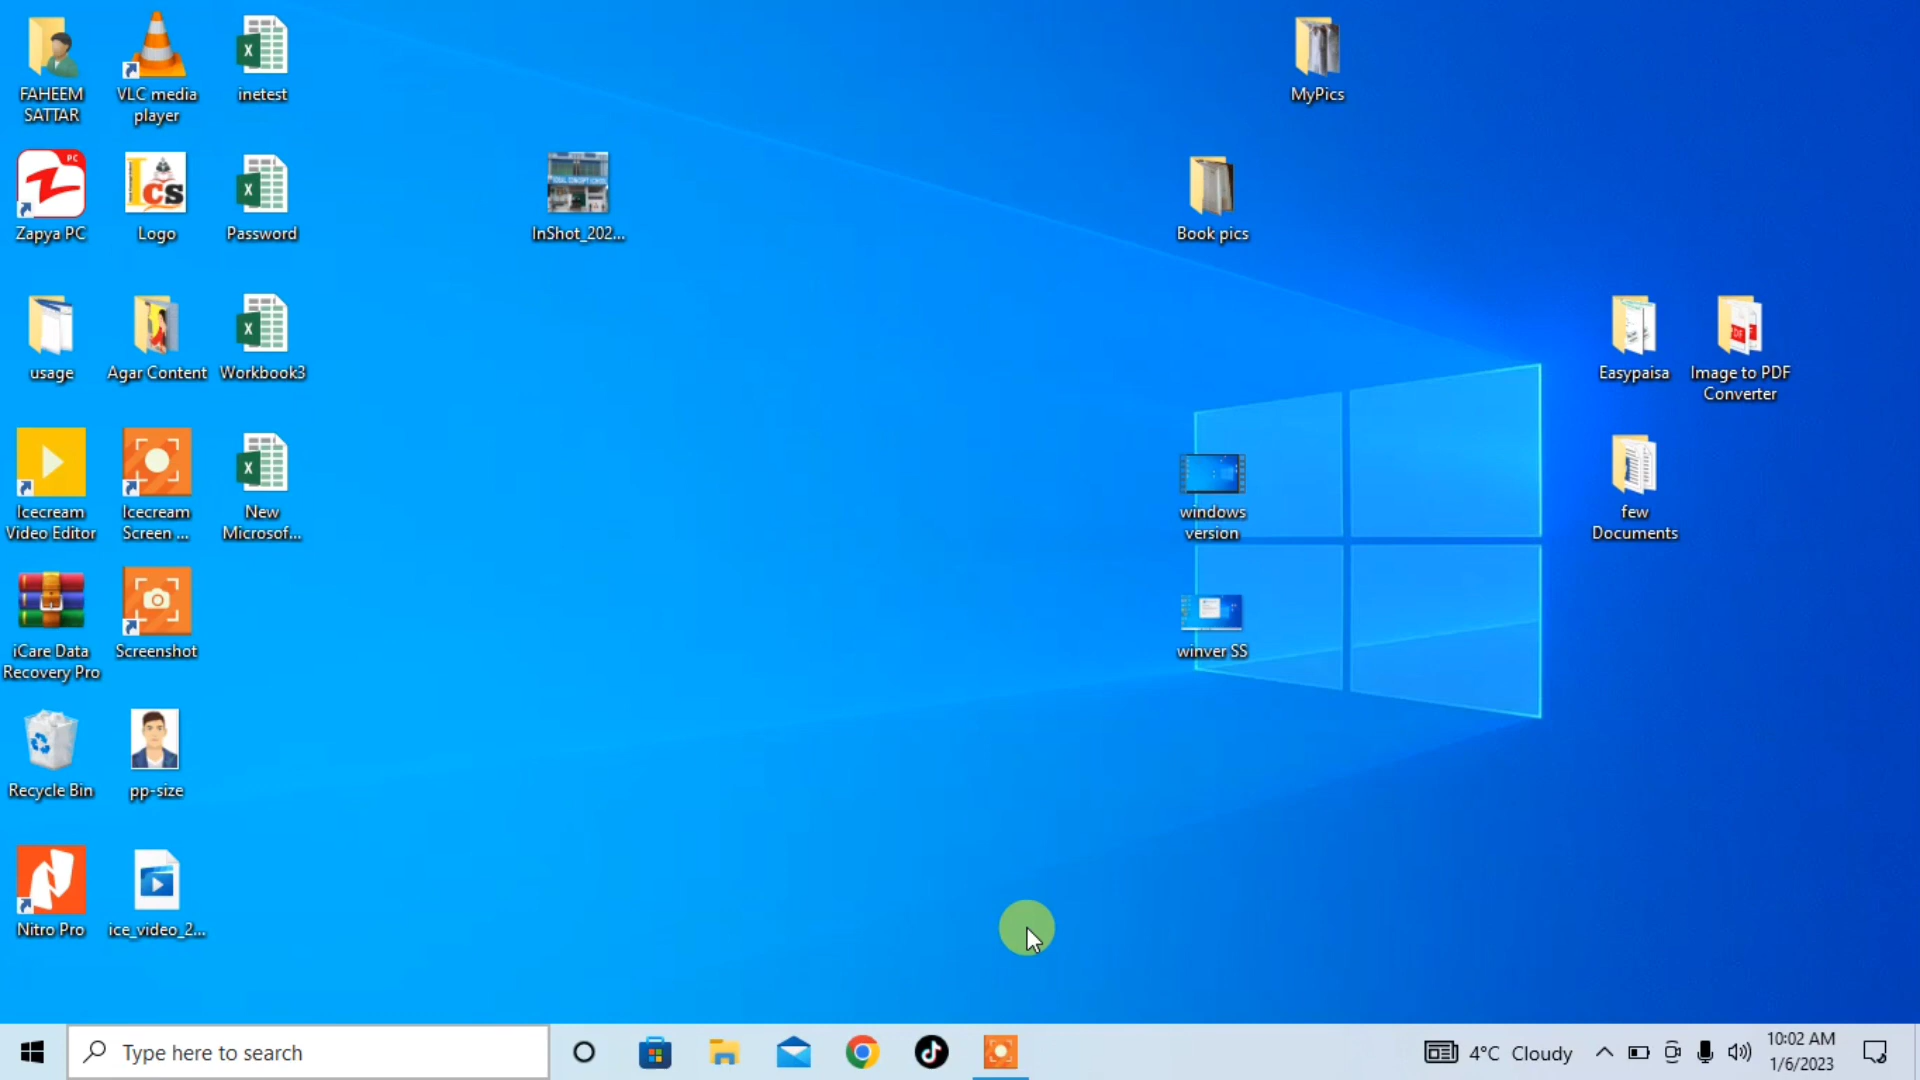 FAHEEM
SATTAR
VLC media
player
inetest
MyPics
PC
Zapya PC
ICS
Logo
Password
InShot_202...
Book pics
usage
Agar Content
Workbook3
Easypaisa
PDF
Image to PDF
Converter
Icecream
Video Editor
Icecream
Screen ...
New
Microsof...
windows
version
few
Documents
iCare Data
Recovery Pro
Screenshot
winver SS
Recycle Bin
pp-size
Nitro Pro
ice_video_2...
Type here to search
4°C Cloudy
10:02 AM
1/6/2023